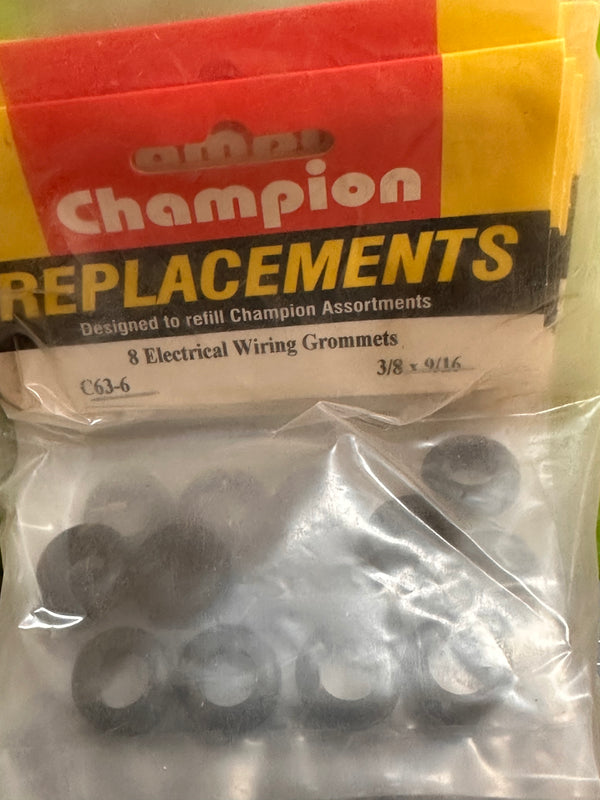 Champion
REPLACEMENTS
Designed to refill Champion Assortments
8 Electrical Wiring Grommets
C63-6 3/8 x 9/16